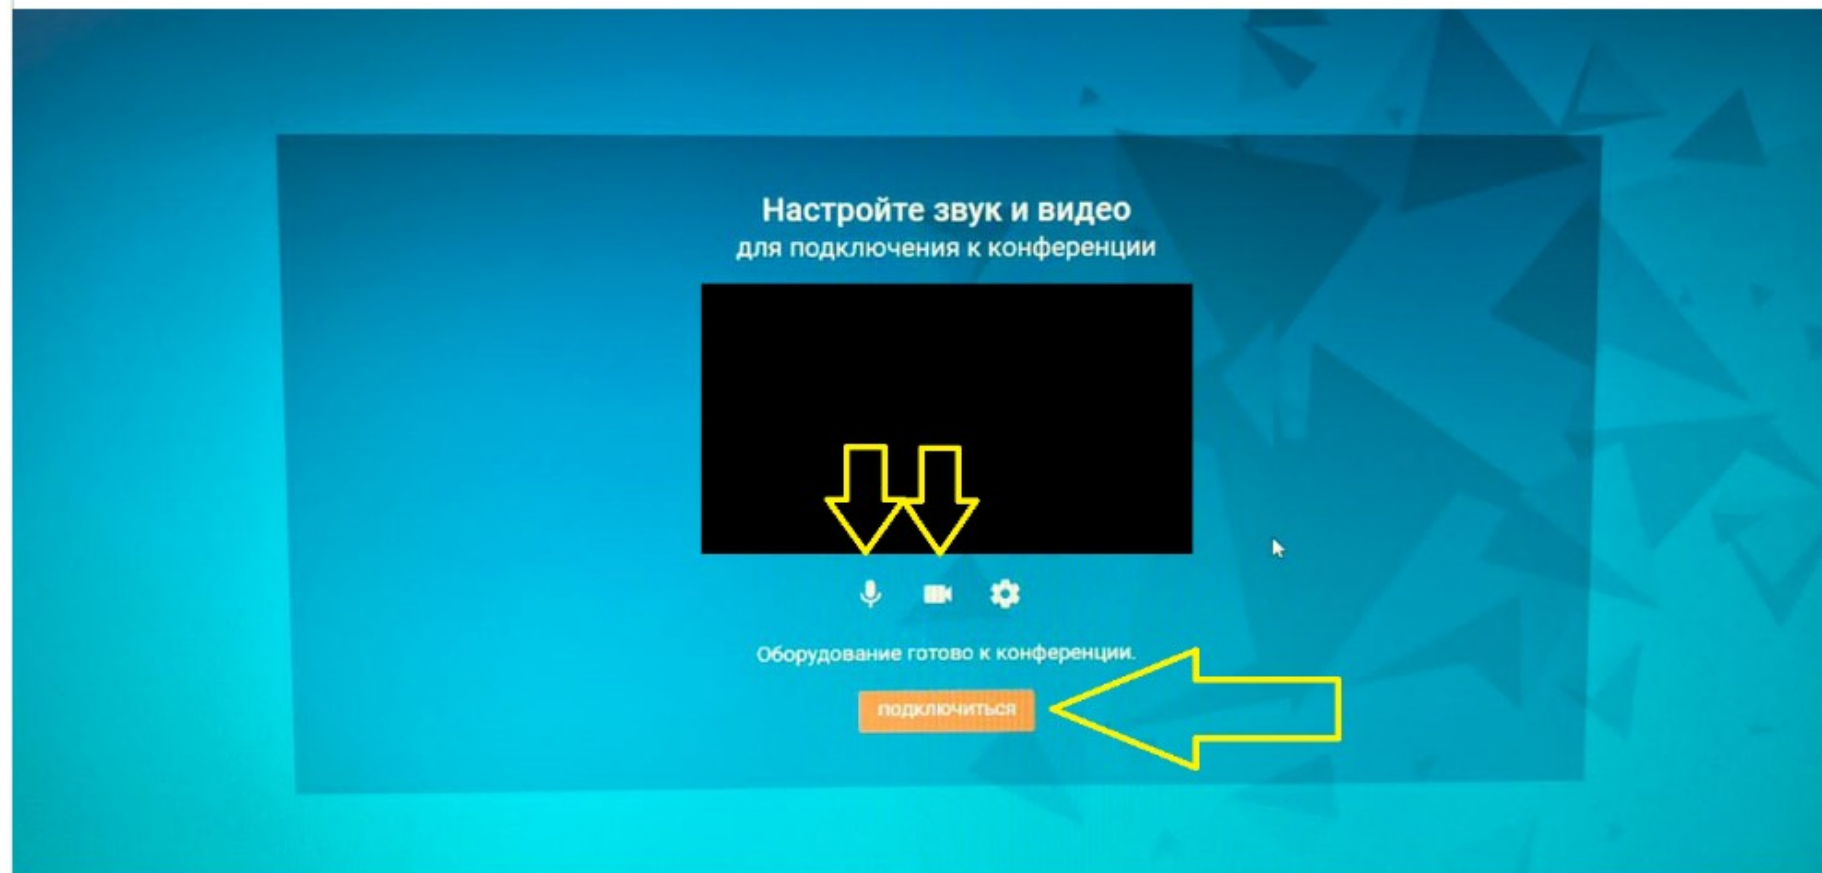 Настройте звук и видео
для подключения к конференции
Оборудование готово к конференции.
ПОДКЛЮЧИТЬСЯ